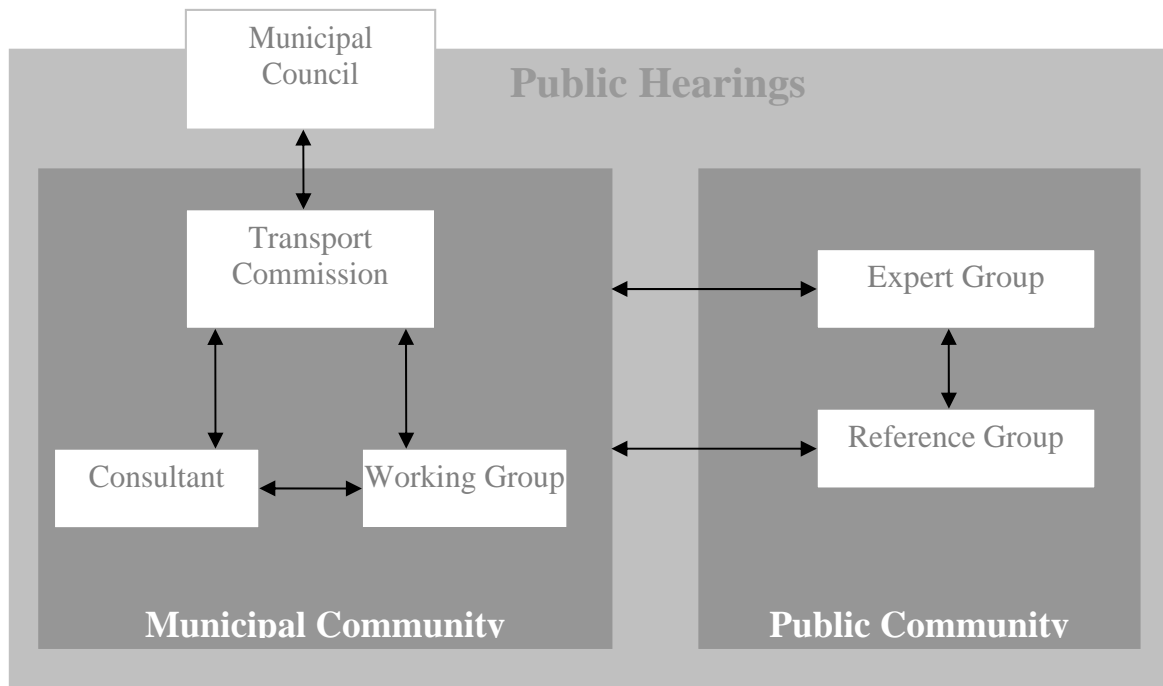 Municipal
Council
Public Hearings
Transport
Commission
Expert Group
Reference Group
Consultant
Working Group
Municipal Community
Public Community